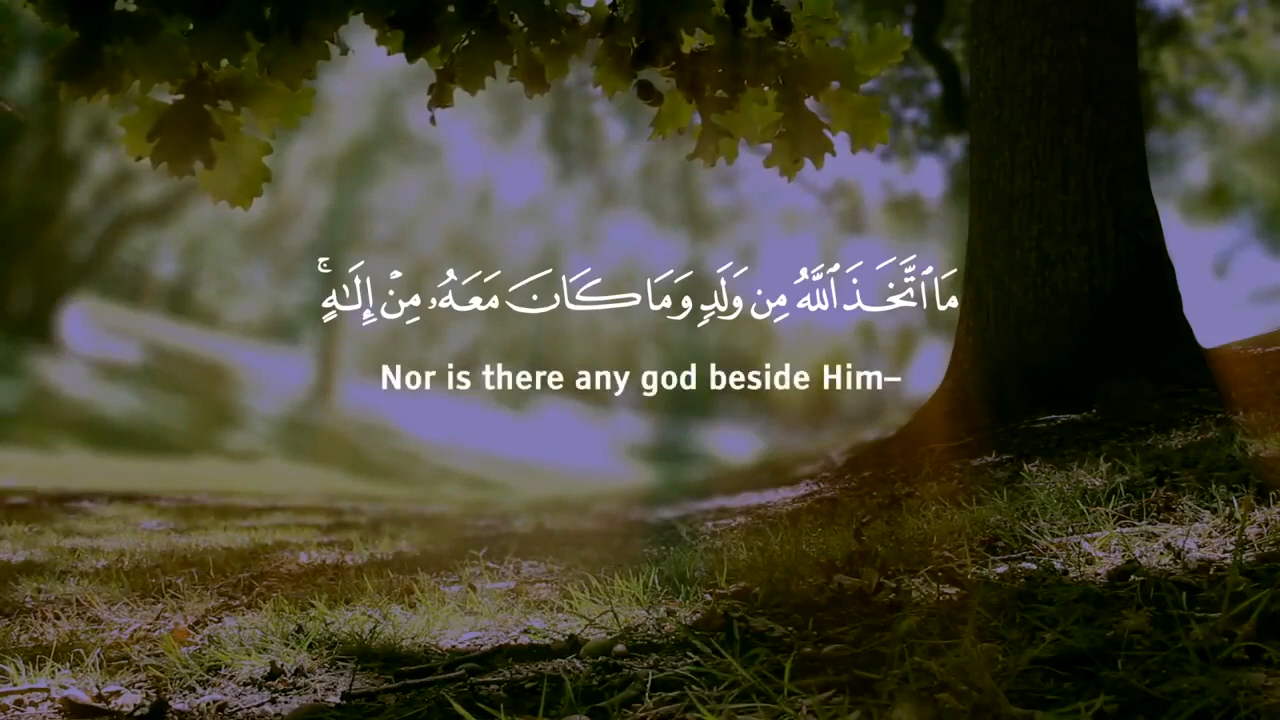 مَا ٱتَّخَذَ ٱللَّهُ مِن وَلَدٍ وَمَا كَانَ مَعَهُۥ مِنْ إِلَـٰهٍ ۚ
Nor is there any god beside Him–